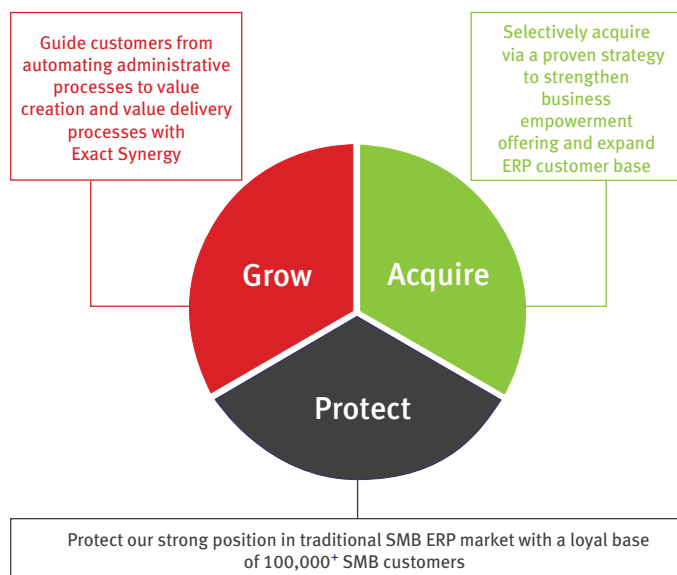 Guide customers from
automating administrative
processes to value
creation and value delivery
processes with
Exact Synergy
Selectively acquire
via a proven strategy
to strengthen
business
empowerment
offering and expand
ERP customer base
Grow
Acquire
Protect
Protect our strong position in traditional SMB ERP market with a loyal base
of 100,000⁺ SMB customers